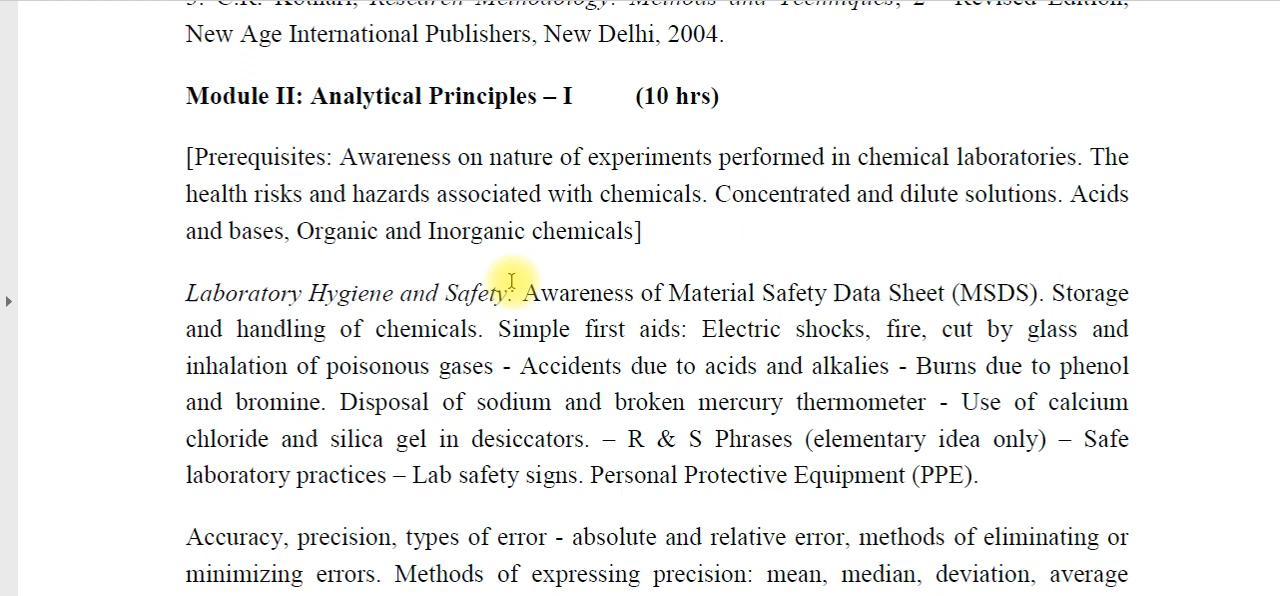 New Age International Publishers, New Delhi, 2004.
Module II: Analytical Principles – I (10 hrs)
[Prerequisites: Awareness on nature of experiments performed in chemical laboratories. The
health risks and hazards associated with chemicals. Concentrated and dilute solutions. Acids
and bases, Organic and Inorganic chemicals]
Laboratory Hygiene and Safety: Awareness of Material Safety Data Sheet (MSDS). Storage
and handling of chemicals. Simple first aids: Electric shocks, fire, cut by glass and
inhalation of poisonous gases - Accidents due to acids and alkalies - Burns due to phenol
and bromine. Disposal of sodium and broken mercury thermometer - Use of calcium
chloride and silica gel in desiccators. – R & S Phrases (elementary idea only) – Safe
laboratory practices – Lab safety signs. Personal Protective Equipment (PPE).
Accuracy, precision, types of error - absolute and relative error, methods of eliminating or
minimizing errors. Methods of expressing precision: mean, median, deviation, average